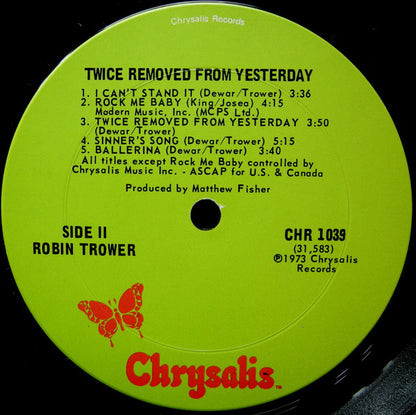 Chrysalis Records
TWICE REMOVED FROM YESTERDAY
1. I CAN'T STAND IT (Dewar/Trower) 3:36
2. ROCK ME BABY (King/Josea) 4:15
Modern Music, Inc. (MCPS Ltd.)
3. TWICE REMOVED FROM YESTERDAY 3:50
(Dewar/Trower)
4. SINNER'S SONG (Dewar/Trower) 5:15
5. BALLERINA (Dewar/Trower) 3:40
All titles except Rock Me Baby controlled by
Chrysalis Music Inc. - ASCAP for U.S. & Canada
Produced by Matthew Fisher
SIDE II
ROBIN TROWER
CHR 1039
(31,583)
℗1973 Chrysalis
Records
Chrysalis™